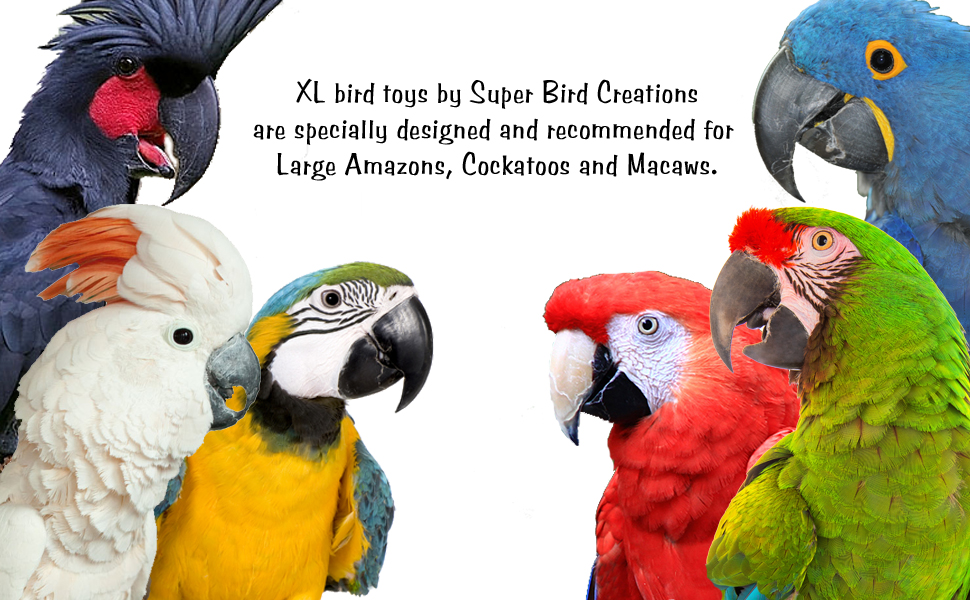 XL bird toys by Super Bird Creations
are specially designed and recommended for
Large Amazons, Cockatoos and Macaws.